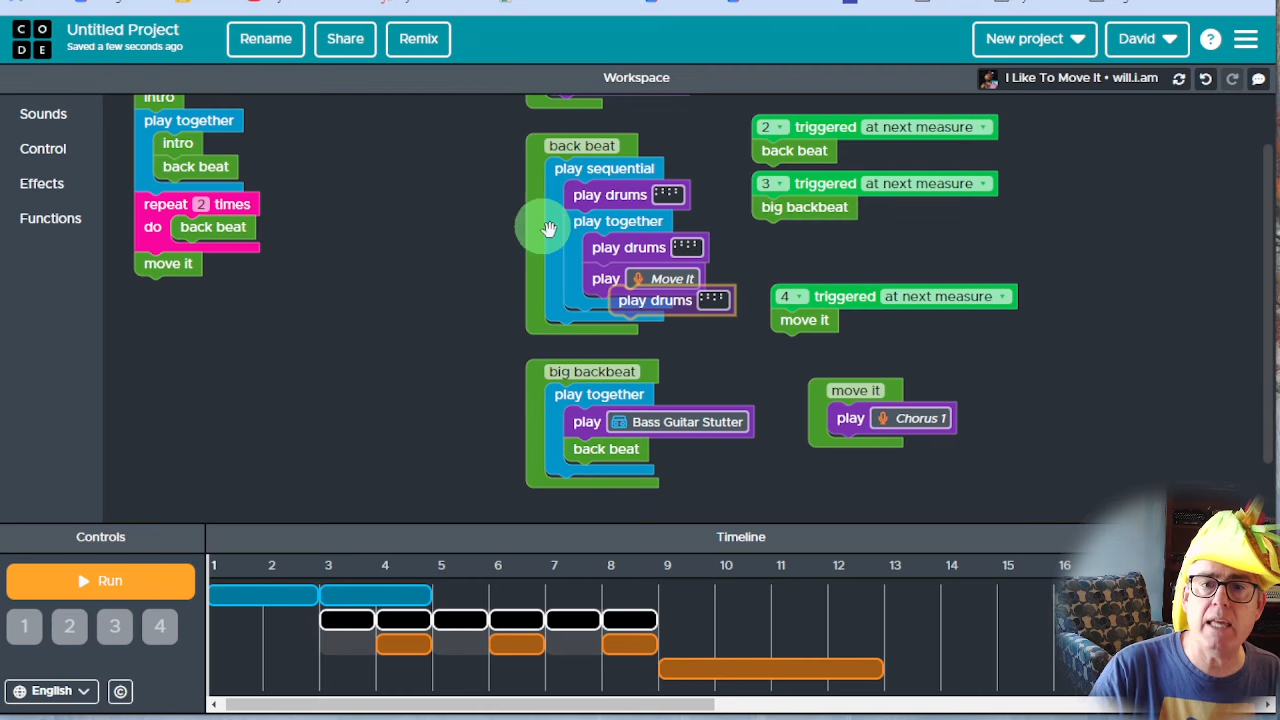 CODE
Untitled Project
Saved a few seconds ago
Rename
Share
Remix
New project
David
?
Workspace
I Like To Move It • will.i.am
Sounds
Control
Effects
Functions
intro
play together
intro
back beat
repeat 2 times
do back beat
move it
back beat
play sequential
play drums
play together
play drums
play Move It
play drums
big backbeat
play together
play Bass Guitar Stutter
back beat
2 triggered at next measure
back beat
3 triggered at next measure
big backbeat
4 triggered at next measure
move it
move it
play Chorus 1
Controls
Timeline
Run
1 2 3 4
English
©
1 2 3 4 5 6 7 8 9 10 11 12 13 14 15 16